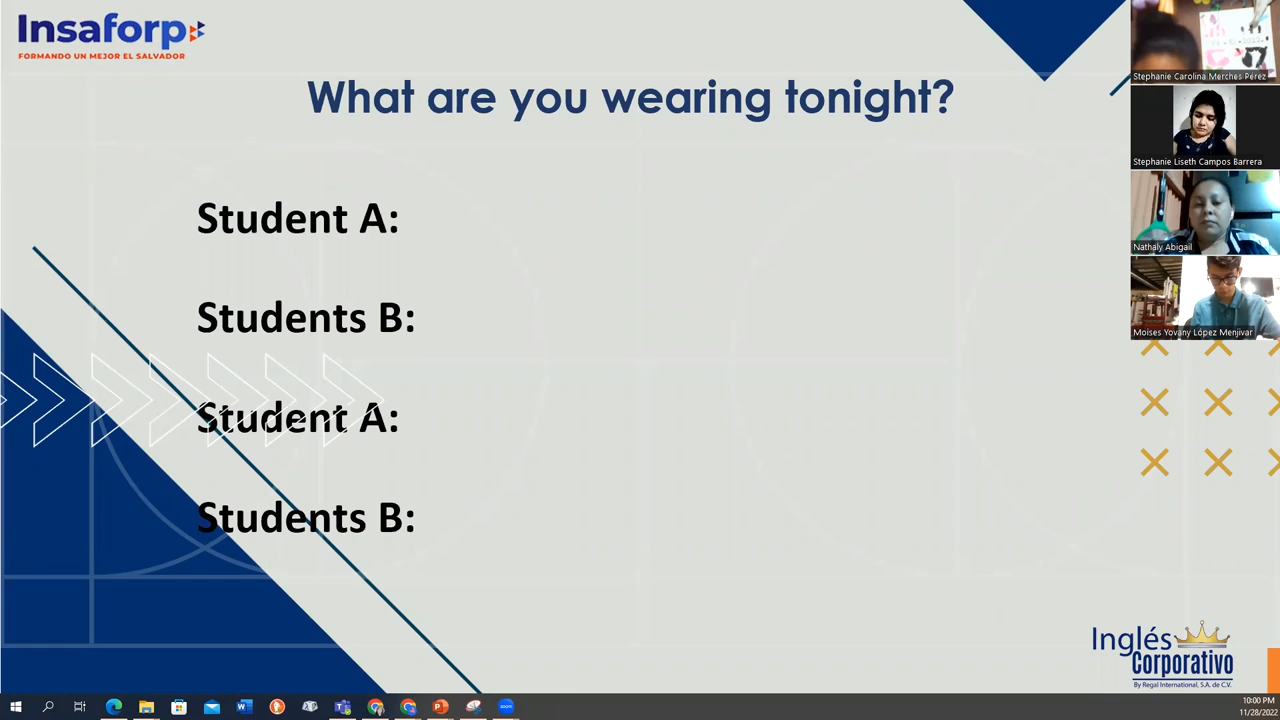 Insaforp
FORMANDO UN MEJOR EL SALVADOR
What are you wearing tonight?
Student A:
Students B:
Student A:
Students B:
Stephanie Carolina Merches Perez
Stephanie Liseth Campos Barrera
Nathaly Abigail
Moises Yovany López Menjivar
Inglés
Corporativo
By Regal International, S.A. de C.V.
10:00 PM
11/28/2022